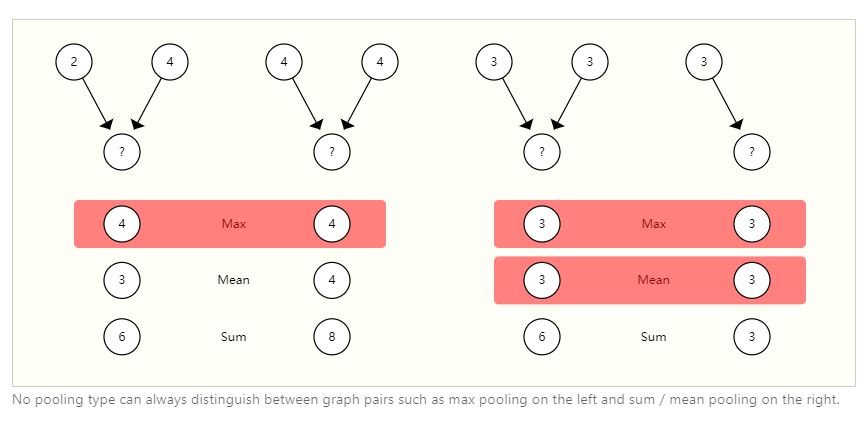 2 4 4 4 3 3 3
? ? ? ?
4 Max 4 3 Max 3
3 Mean 4 3 Mean 3
6 Sum 8 6 Sum 3
No pooling type can always distinguish between graph pairs such as max pooling on the left and sum / mean pooling on the right.